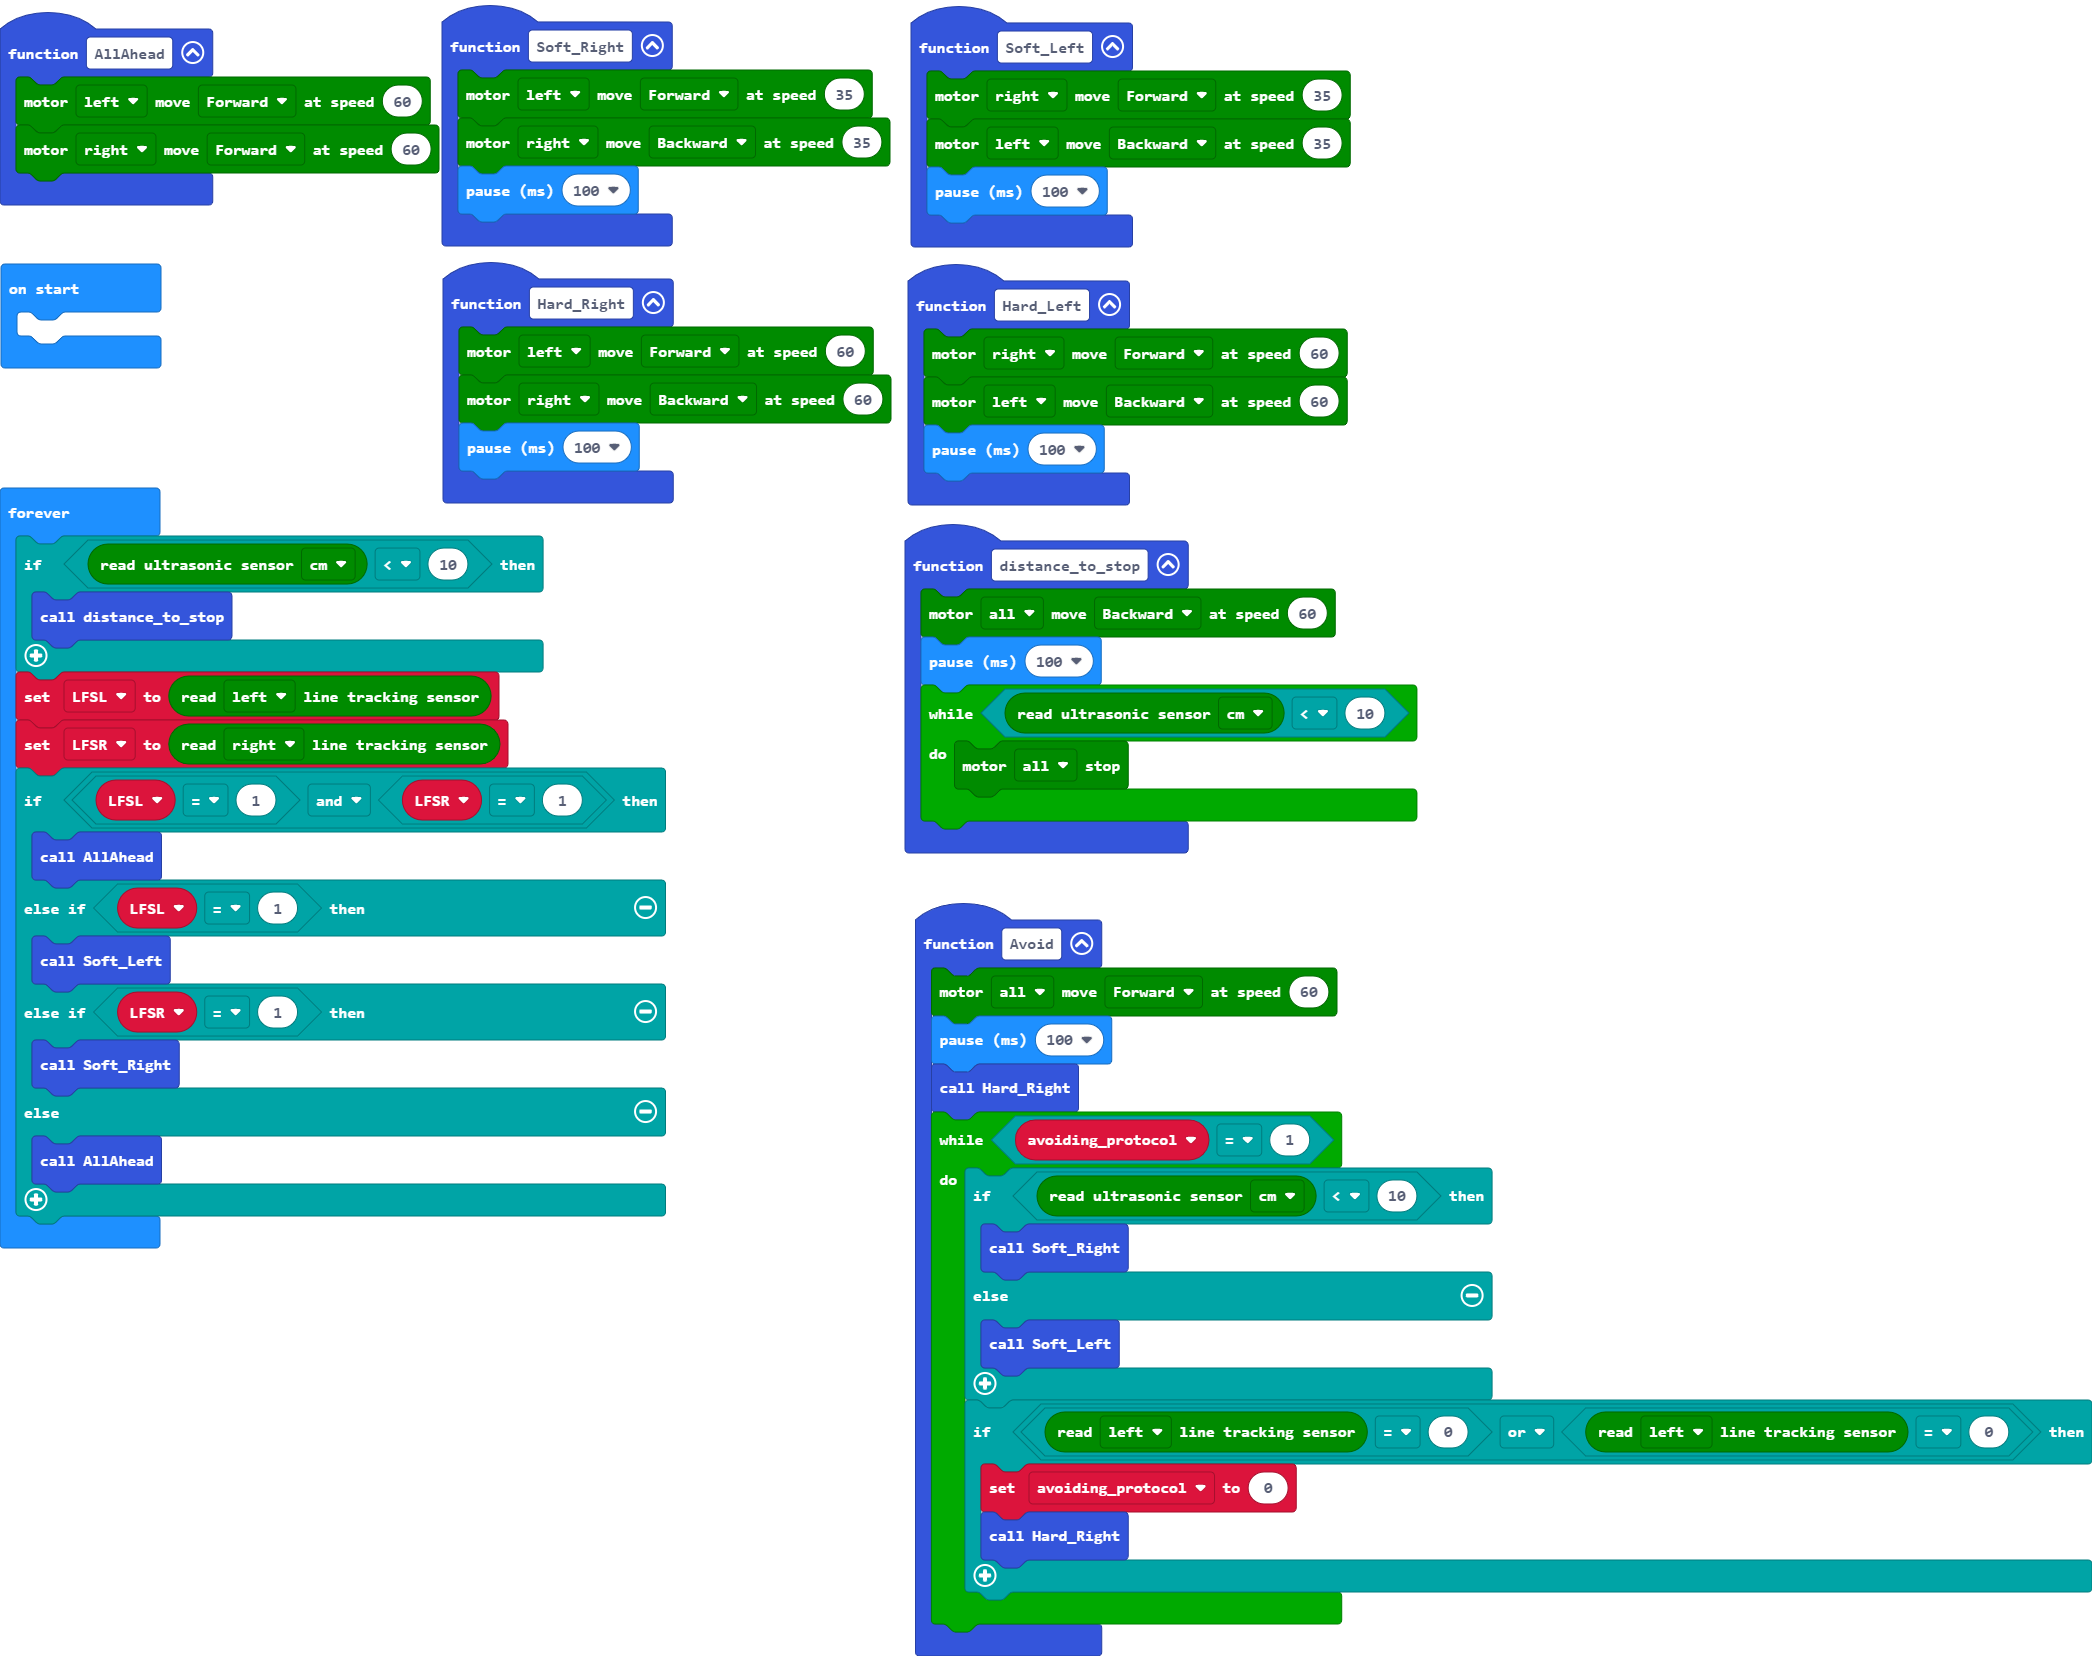 function AllAhead
motor left move Forward at speed 60
motor right move Forward at speed 60
function Soft_Right
motor left move Forward at speed 35
motor right move Backward at speed 35
pause (ms) 100
function Soft_Left
motor right move Forward at speed 35
motor left move Backward at speed 35
pause (ms) 100
on start
function Hard_Right
motor left move Forward at speed 60
motor right move Backward at speed 60
pause (ms) 100
function Hard_Left
motor right move Forward at speed 60
motor left move Backward at speed 60
pause (ms) 100
forever
if read ultrasonic sensor cm < 10 then
call distance_to_stop
set LFSL to read left line tracking sensor
set LFSR to read right line tracking sensor
if LFSL = 1 and LFSR = 1 then
call AllAhead
else if LFSL = 1 then
call Soft_Left
else if LFSR = 1 then
call Soft_Right
else
call AllAhead
function distance_to_stop
motor all move Backward at speed 60
pause (ms) 100
while read ultrasonic sensor cm < 10
do
motor all stop
function Avoid
motor all move Forward at speed 60
pause (ms) 100
call Hard_Right
while avoiding_protocol = 1
do
if read ultrasonic sensor cm < 10 then
call Soft_Right
else
call Soft_Left
if read left line tracking sensor = 0 or read left line tracking sensor = 0 then
set avoiding_protocol to 0
call Hard_Right